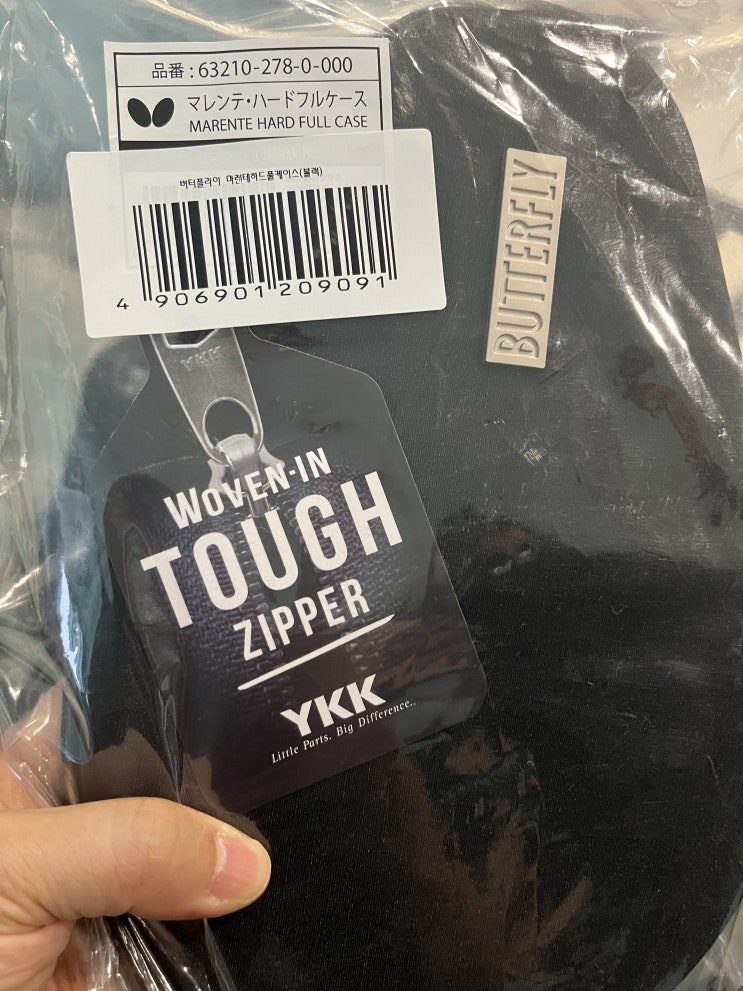 品番 : 63210-278-0-000
マレンテ・ハードフルケース
MARENTE HARD FULL CASE
버터플라이 마렌테하드풀케이스(블랙)
4 906901 209091
BUTTERFLY
YKK
WOVEN-IN
TOUGH
ZIPPER
YKK
Little Parts. Big Difference..